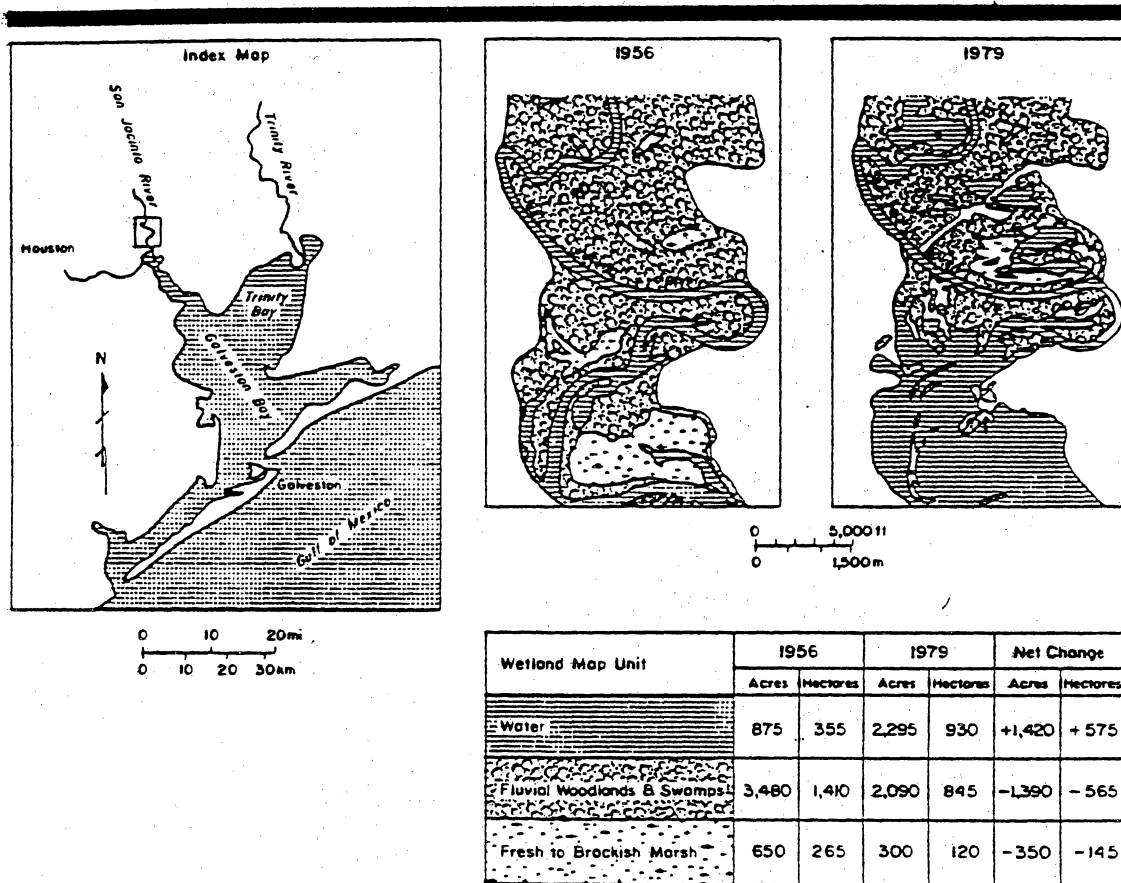 Index Map
San Jacinto River
Trinity River
Houston
Trinity Bay
Galveston Bay
N
Galveston
Gulf of Mexico
0 10 20mi
0 10 20 30km
1956
1979
0 5,000ft
0 1,500m
Wetland Map Unit 1956 1979 Net Change
Acres Hectares Acres Hectares Acres Hectares
Water 875 355 2,295 930 +1,420 +575
Fluvial Woodlands & Swamps 3,480 1,410 2,090 845 -1,390 -565
Fresh to Brackish Marsh 650 265 300 120 -350 -145